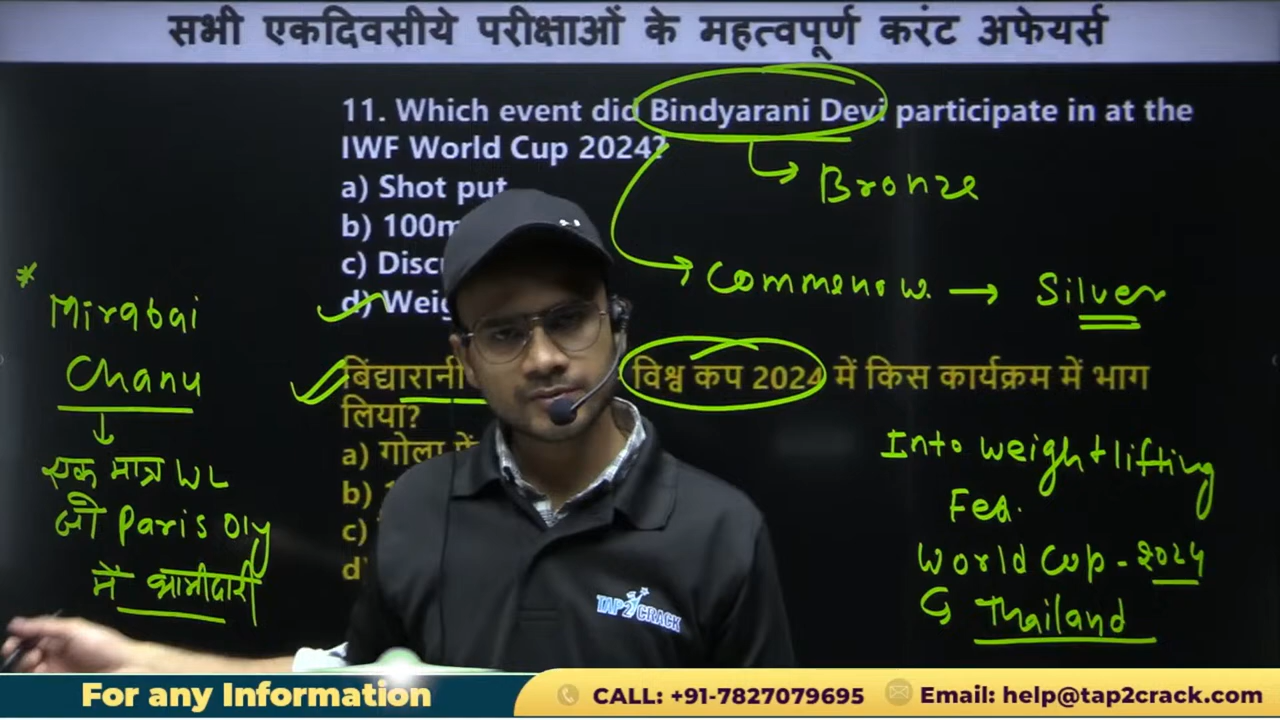 सभी एकदिवसीये परीक्षाओं के महत्वपूर्ण करंट अफेयर्स
11. Which event did Bindyarani Devi participate in at the
IWF World Cup 2024?
a) Shot put
b) 100m
c) Disc
d) Weig
Bronze
Commenow. → Silver
*
Mirabai
Chanu
एक मात्र WL
जो Paris Oly
में भागीदारी
बिंद्यारानी विश्व कप 2024 में किस कार्यक्रम में भाग
लिया?
a) गोला
b)
c)
d)
Into weightlifting
Fed.
World Cup - 2024
Thailand
TAP2CRACK
For any Information
CALL: +91-7827079695
Email: help@tap2crack.com